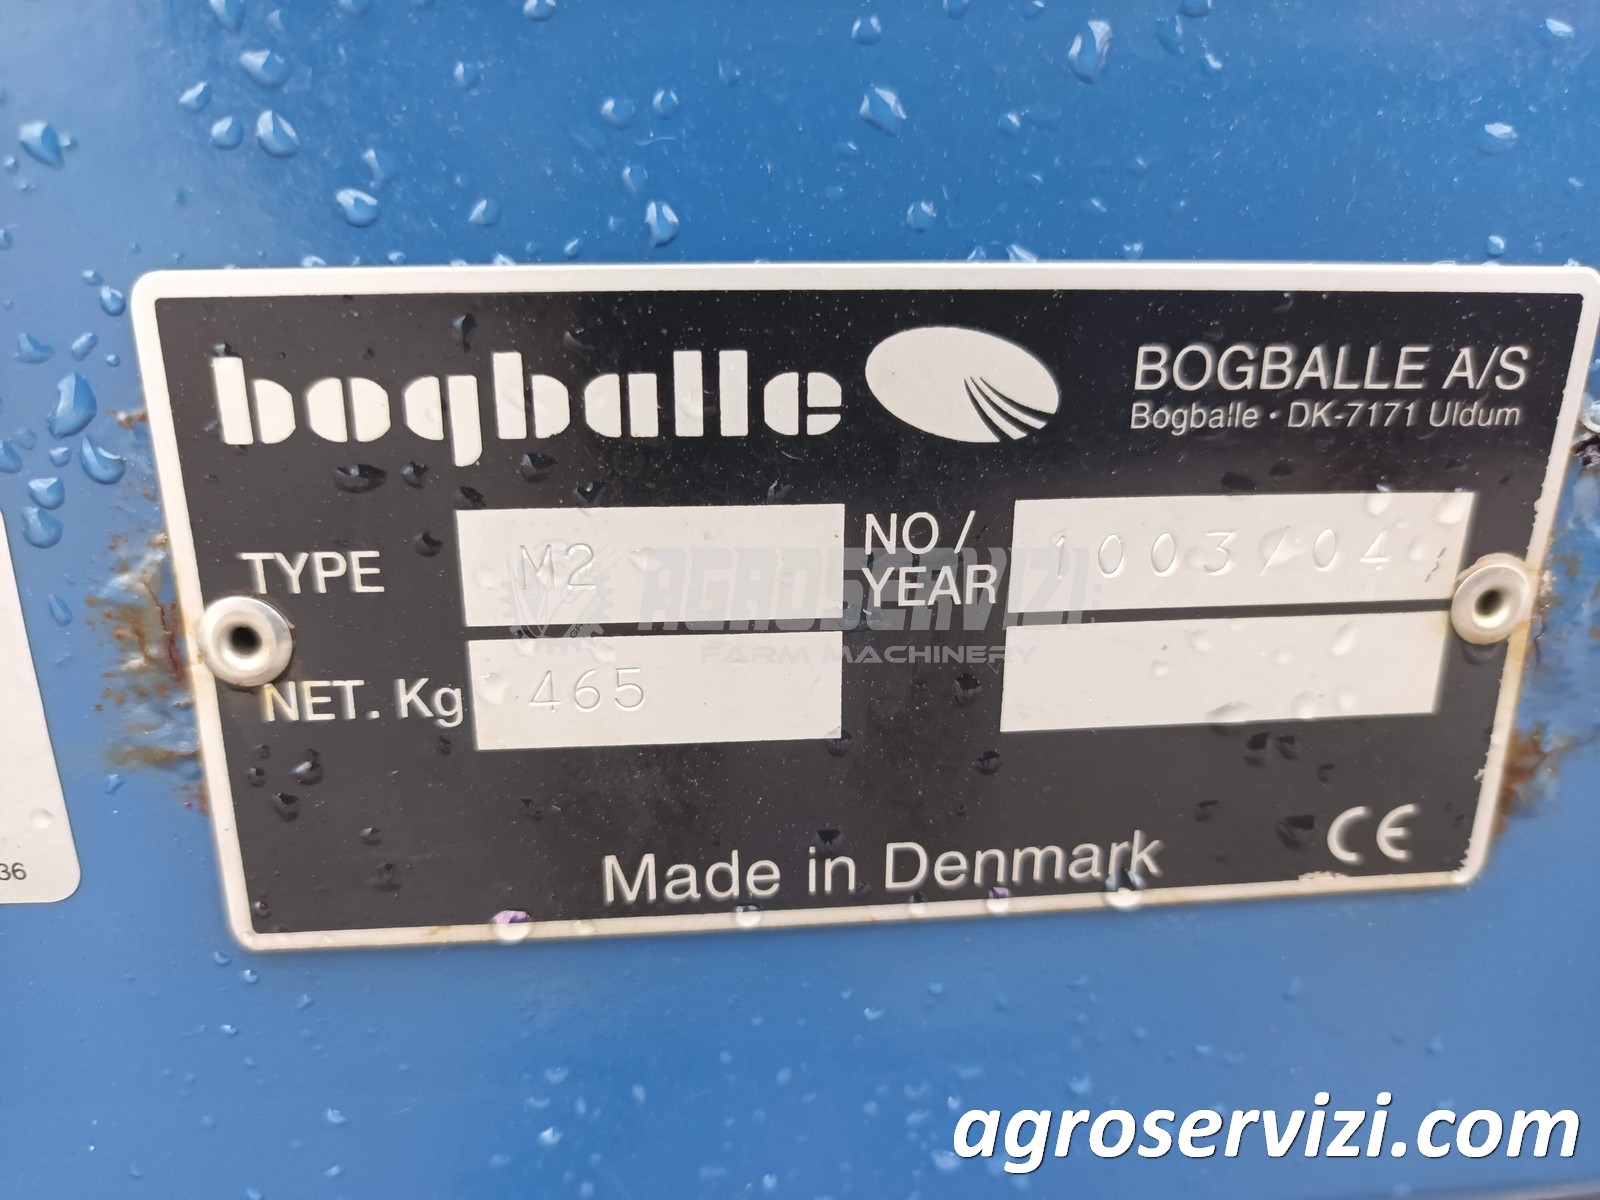 bogballe
BOGBALLE A/S
Bogballe • DK-7171 Uldum
TYPE M2
NO / YEAR 1003/04
NET. Kg 465
AGROSERVIZI
FARM MACHINERY
Made in Denmark CE
36
agroservizi.com